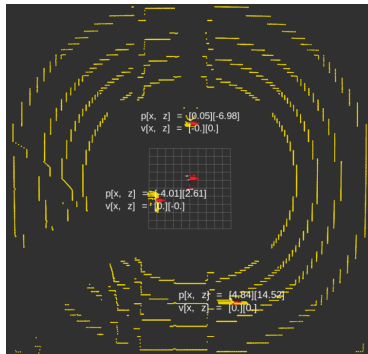 p[x, z] = [0.05][-6.98]
v[x, z] = [-0.][0.]
p[x, z] = [-4.01][2.61]
v[x, z] = [0.][-0.]
p[x, z] = [4.84][14.52]
v[x, z] = [0.][0.]